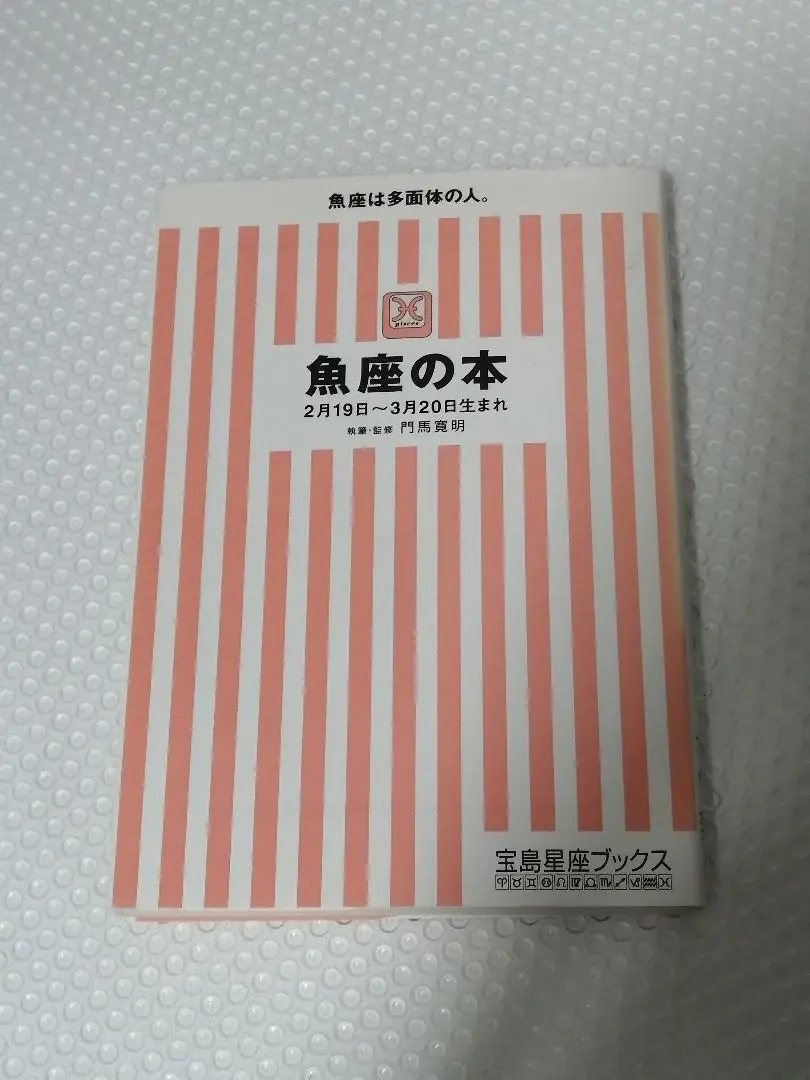 魚座は多面体の人。
pisces
魚座の本
2月19日〜3月20日生まれ
執筆・監修 門馬寛明
宝島星座ブックス
♈♉♊♋♌♍♎♏♐♑♒♓